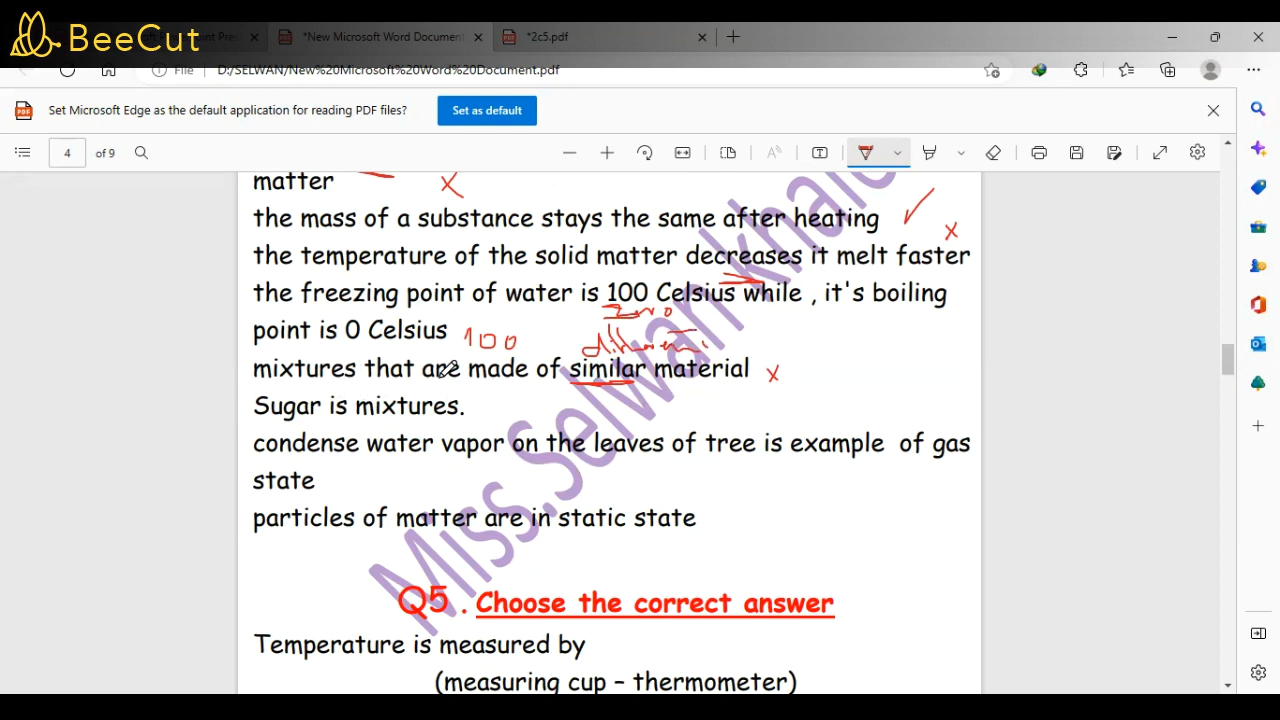 BeeCut
*New Microsoft Word Document
*2c5.pdf
File D:/SELWAN/New%20Microsoft%20Word%20Document.pdf
Set Microsoft Edge as the default application for reading PDF files? Set as default
4 of 9
matter
x
the mass of a substance stays the same after heating ✓
x
the temperature of the solid matter decreases it melt faster
the freezing point of water is 100 Celsius while , it's boiling
zero
point is 0 Celsius 100
mixtures that are made of similar material x
Sugar is mixtures.
condense water vapor on the leaves of tree is example of gas
state
particles of matter are in static state
Miss.Selwan
Q5 . Choose the correct answer
Temperature is measured by
(measuring cup – thermometer)